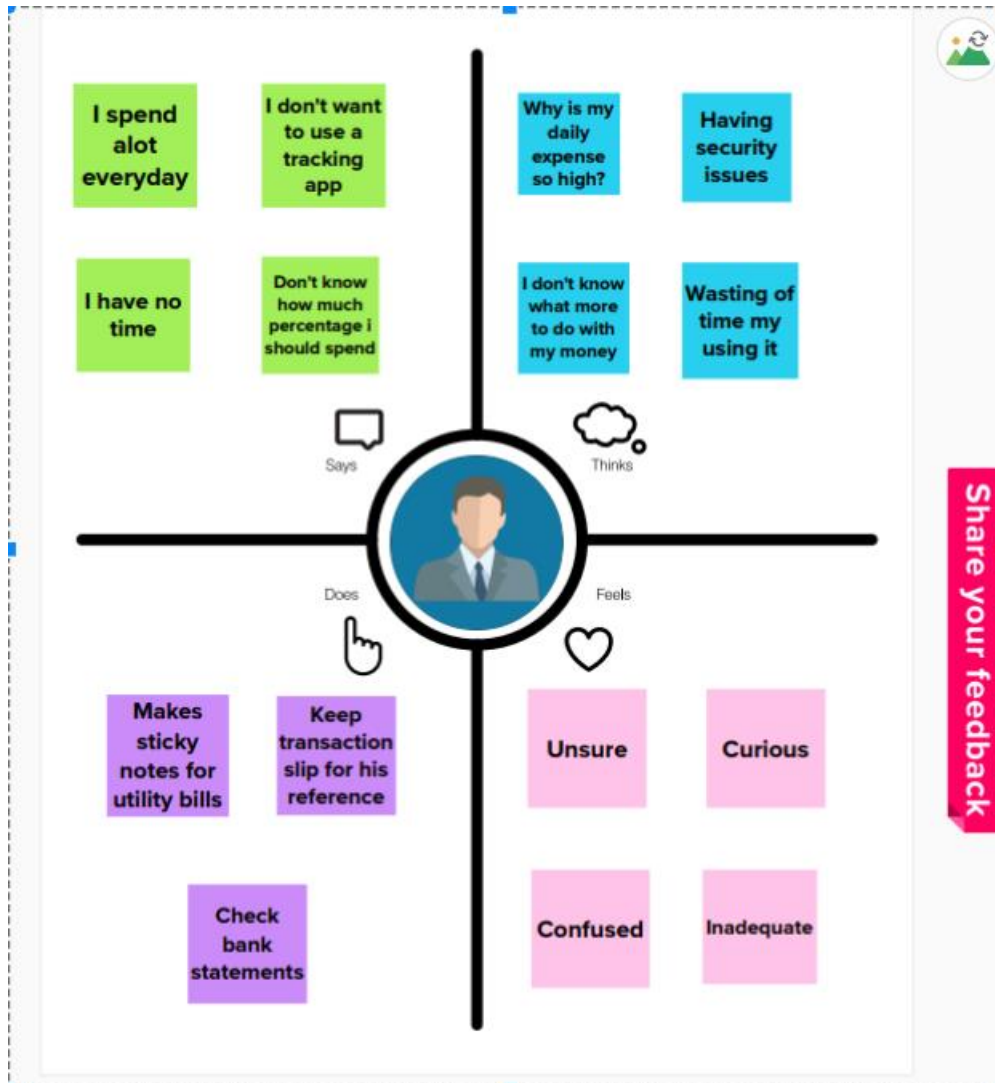 I spend
alot
everyday
I don't want
to use a
tracking
app
I have no
time
Don't know
how much
percentage i
should spend
Says
Why is my
daily
expense
so high?
Having
security
issues
I don't know
what more
to do with
my money
Wasting of
time my
using it
Thinks
Does
Makes
sticky
notes for
utility bills
Keep
transaction
slip for his
reference
Check
bank
statements
Feels
Unsure
Curious
Confused
Inadequate
Share your feedback